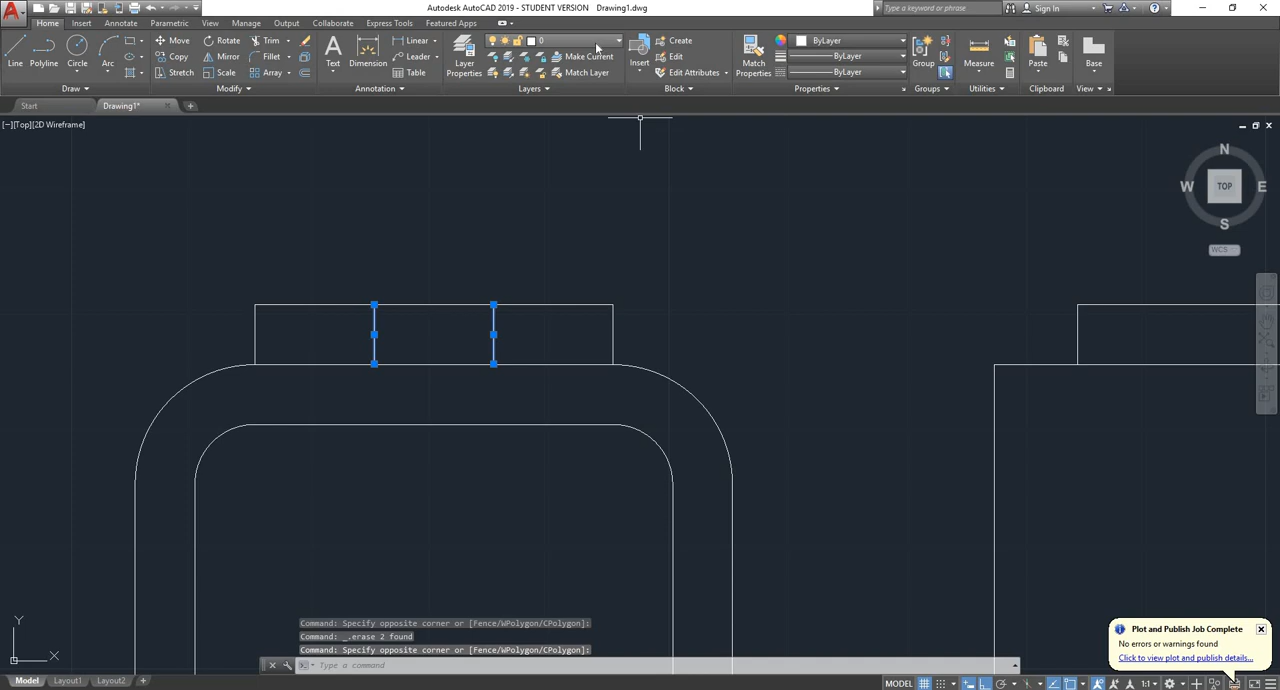 Autodesk AutoCAD 2019 - STUDENT VERSION Drawing1.dwg
Type a keyword or phrase
Sign In
Home Insert Annotate Parametric View Manage Output Collaborate Express Tools Featured Apps
Line
Polyline
Circle
Arc
Move
Copy
Stretch
Rotate
Mirror
Scale
Trim
Fillet
Array
Text
Dimension
Linear
Leader
Table
Layer
Properties
0
Make Current
Match Layer
Insert
Create
Edit
Edit Attributes
Match
Properties
ByLayer
ByLayer
ByLayer
Group
Measure
Paste
Base
Draw
Modify
Annotation
Layers
Block
Properties
Groups
Utilities
Clipboard
View
Start
Drawing1*
[−][Top][2D Wireframe]
N
W
TOP
E
S
WCS
Y
X
Command: Specify opposite corner or [Fence/WPolygon/CPolygon]:
Command: _.erase 2 found
Command: Specify opposite corner or [Fence/WPolygon/CPolygon]:
Type a command
Plot and Publish Job Complete
No errors or warnings found
Click to view plot and publish details...
Model
Layout1
Layout2
MODEL
1:1